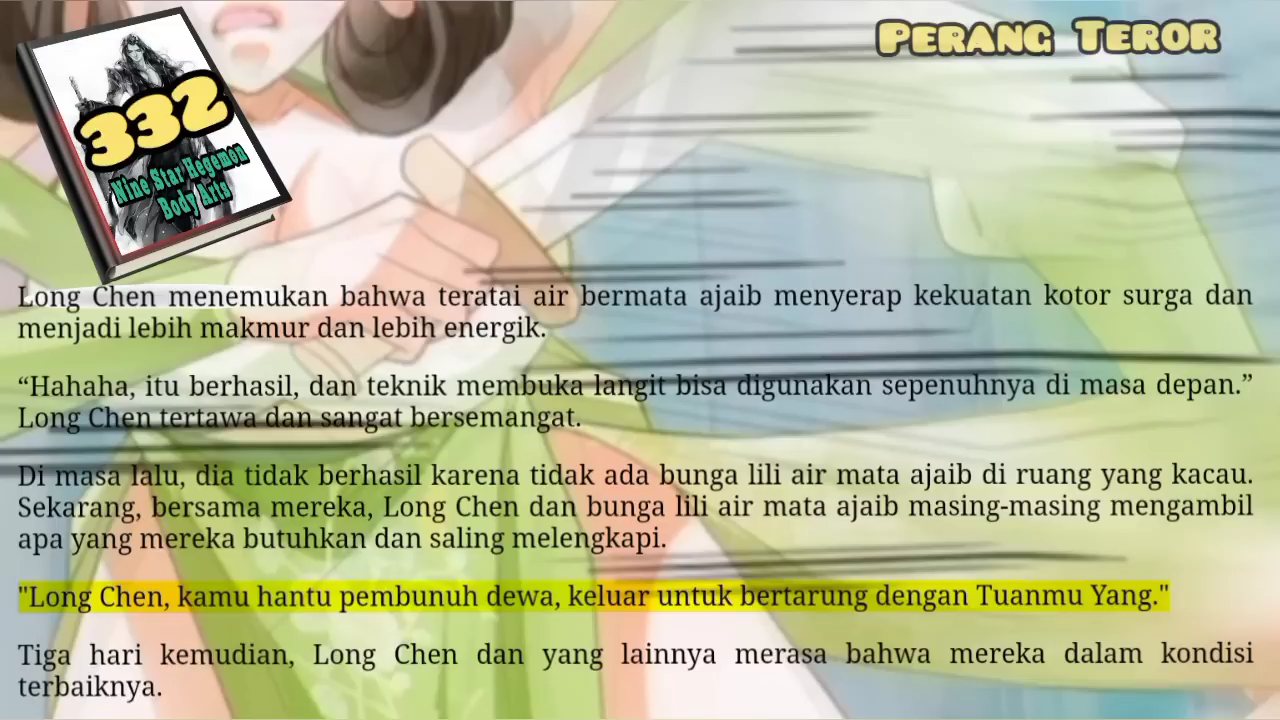 Perang Teror
332
Nine Star Hegemon
Body Arts
Long Chen menemukan bahwa teratai air bermata ajaib menyerap kekuatan kotor surga dan
menjadi lebih makmur dan lebih energik.
“Hahaha, itu berhasil, dan teknik membuka langit bisa digunakan sepenuhnya di masa depan.”
Long Chen tertawa dan sangat bersemangat.
Di masa lalu, dia tidak berhasil karena tidak ada bunga lili air mata ajaib di ruang yang kacau.
Sekarang, bersama mereka, Long Chen dan bunga lili air mata ajaib masing-masing mengambil
apa yang mereka butuhkan dan saling melengkapi.
"Long Chen, kamu hantu pembunuh dewa, keluar untuk bertarung dengan Tuanmu Yang."
Tiga hari kemudian, Long Chen dan yang lainnya merasa bahwa mereka dalam kondisi
terbaiknya.